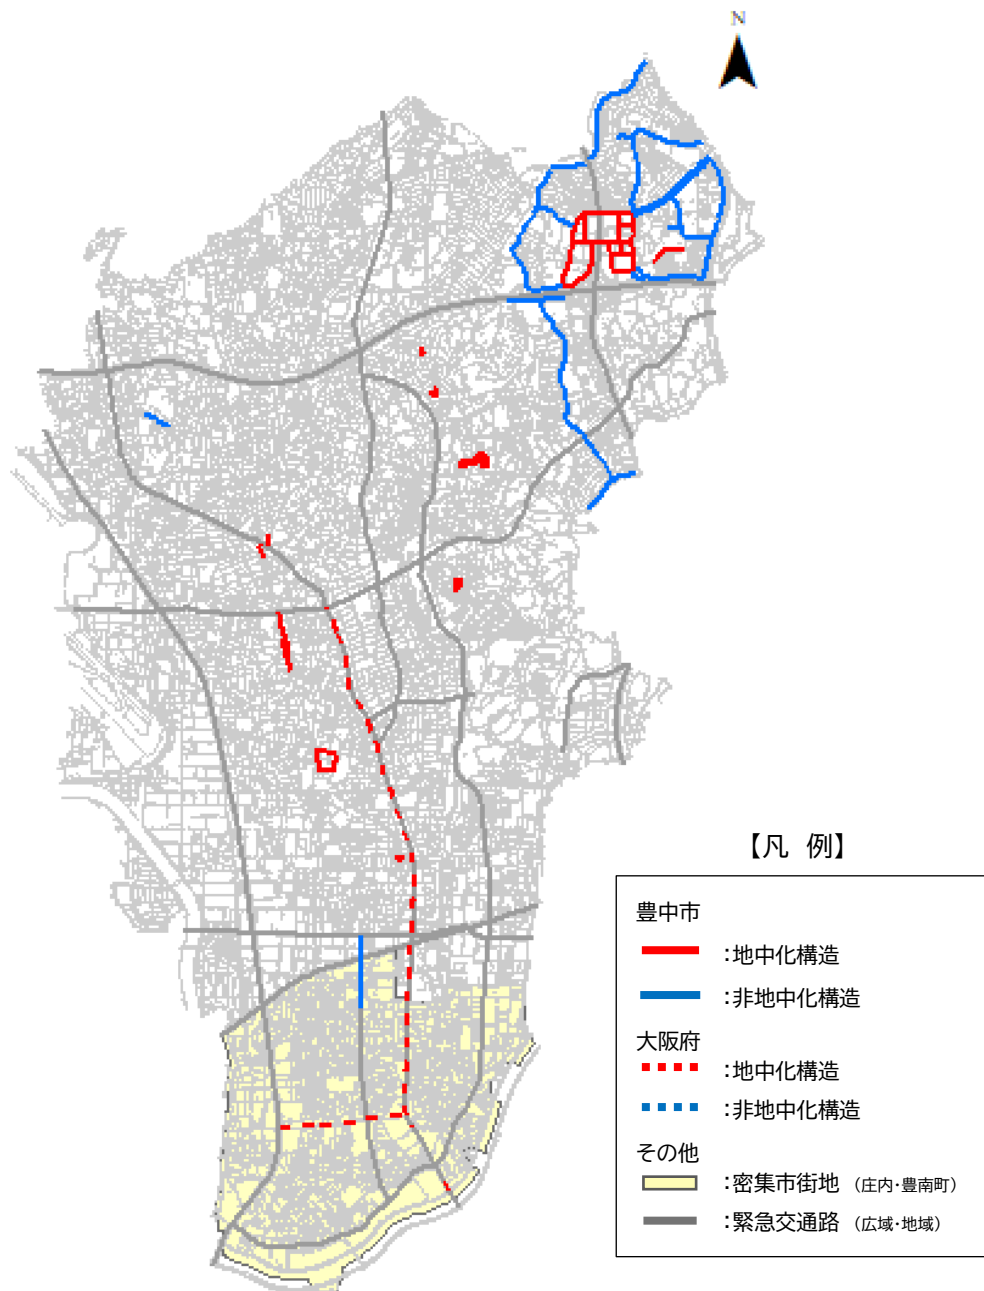 N
【凡 例】
豊中市
:地中化構造
:非地中化構造
大阪府
:地中化構造
:非地中化構造
その他
:密集市街地 (庄内・豊南町)
:緊急交通路 (広域・地域)